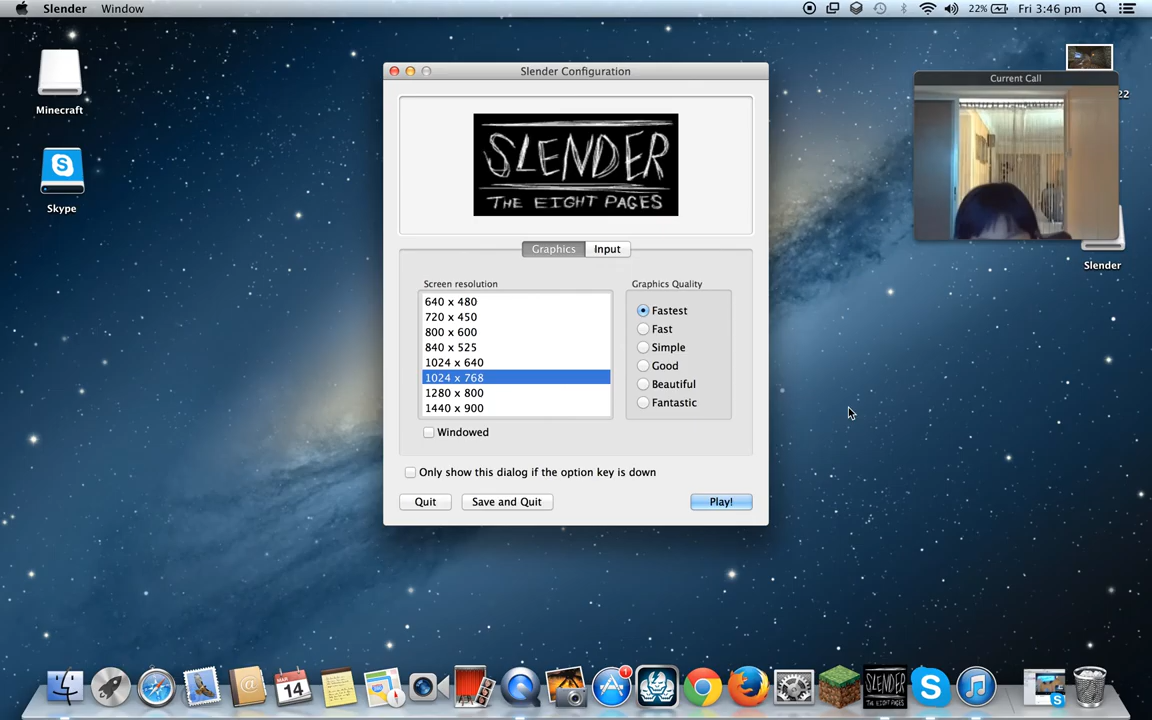 Slender Window 22% Fri 3:46 pm
Minecraft
Skype
Slender Configuration
SLENDER
THE EIGHT PAGES
Graphics Input
Screen resolution
640 x 480
720 x 450
800 x 600
840 x 525
1024 x 640
1024 x 768
1280 x 800
1440 x 900
Windowed
Graphics Quality
Fastest
Fast
Simple
Good
Beautiful
Fantastic
Only show this dialog if the option key is down
Quit Save and Quit Play!
Current Call
22
Slender
14
1
SLENDER